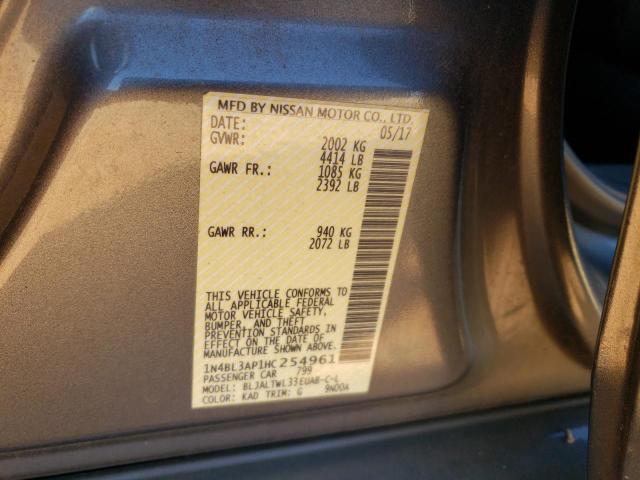 MFD BY NISSAN MOTOR CO., LTD.
DATE: 05/17
GVWR: 2002 KG
4414 LB
GAWR FR.: 1085 KG
2392 LB
GAWR RR.: 940 KG
2072 LB
THIS VEHICLE CONFORMS TO
ALL APPLICABLE FEDERAL
MOTOR VEHICLE SAFETY,
BUMPER, AND THEFT
PREVENTION STANDARDS IN
EFFECT ON THE DATE OF
MANUFACTURE SHOWN ABOVE.
1N4BL3AP1HC254961
PASSENGER CAR 799
MODEL: BLJALTWL33EUAB-C-L
COLOR: KAD TRIM: G 9N00A